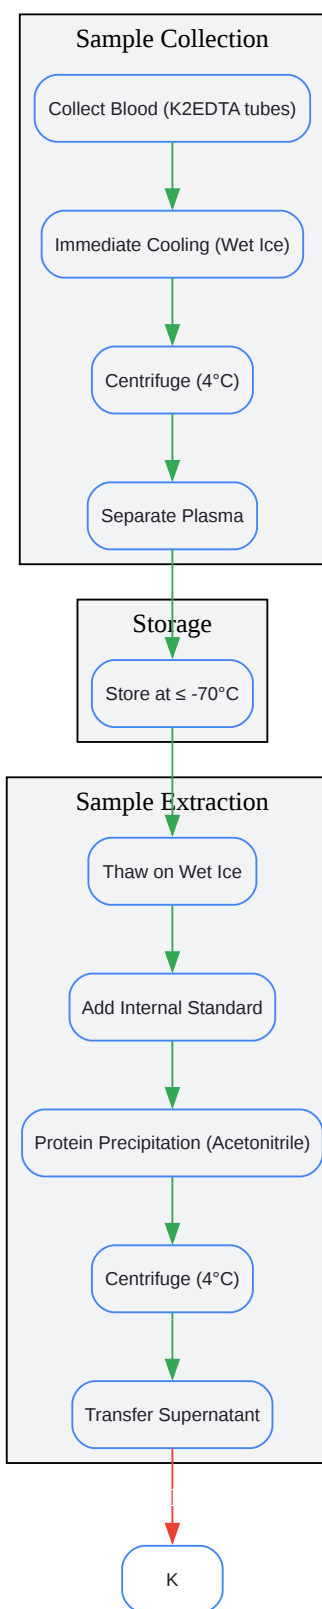 Sample Collection
Collect Blood (K2EDTA tubes)
Immediate Cooling (Wet Ice)
Centrifuge (4°C)
Separate Plasma
Storage
Store at ≤ -70°C
Sample Extraction
Thaw on Wet Ice
Add Internal Standard
Protein Precipitation (Acetonitrile)
Centrifuge (4°C)
Transfer Supernatant
K